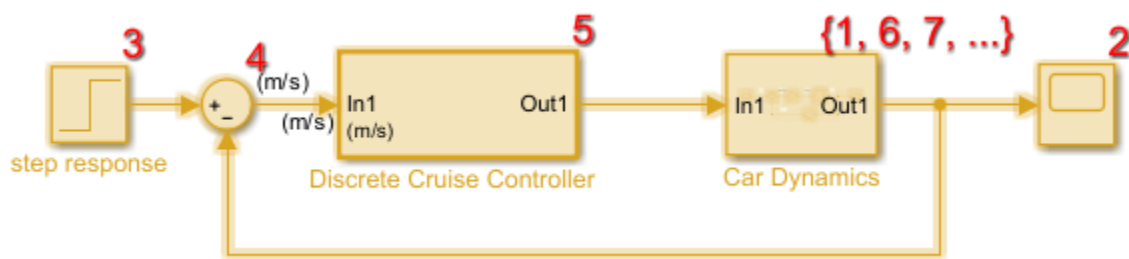 3
4
5
{1, 6, 7, ...}
2
+
−
(m/s)
(m/s)
In1
(m/s)
Out1
In1
Out1
step response
Discrete Cruise Controller
Car Dynamics